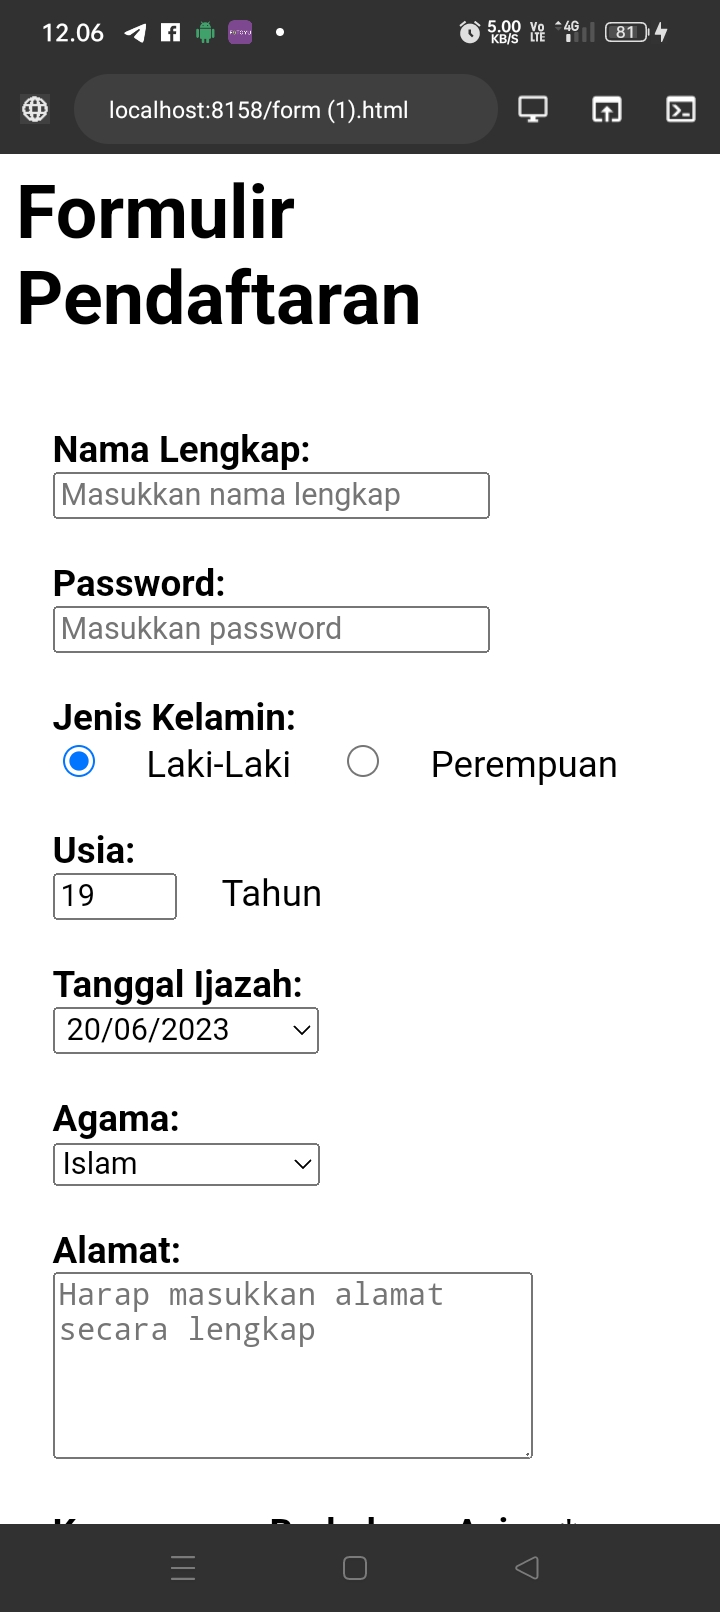 12.06
5.00 KB/S
Vo LTE
4G
81
localhost:8158/form (1).html
Formulir
Pendaftaran
Nama Lengkap:
Masukkan nama lengkap
Password:
Masukkan password
Jenis Kelamin:
Laki-Laki Perempuan
Usia:
19 Tahun
Tanggal Ijazah:
20/06/2023
Agama:
Islam
Alamat:
Harap masukkan alamat
secara lengkap